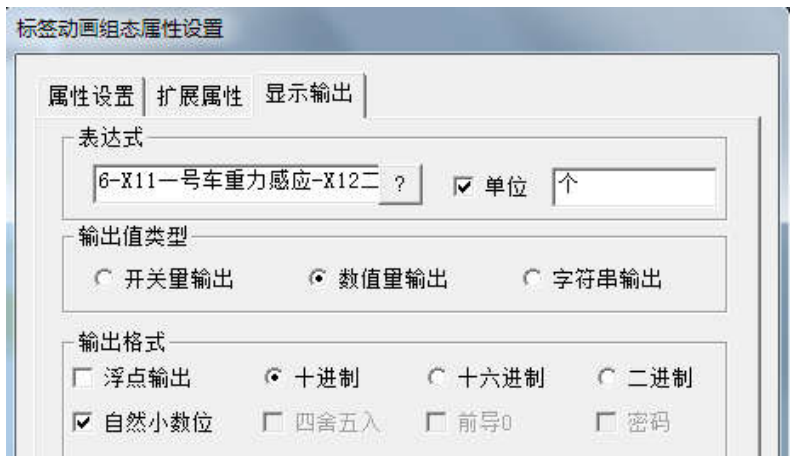 标签动画组态属性设置
属性设置 扩展属性 显示输出
表达式
6-X11一号车重力感应-X12二 ? 单位 个
输出值类型
开关量输出 数值量输出 字符串输出
输出格式
浮点输出 十进制 十六进制 二进制
自然小数位 四舍五入 前导0 密码